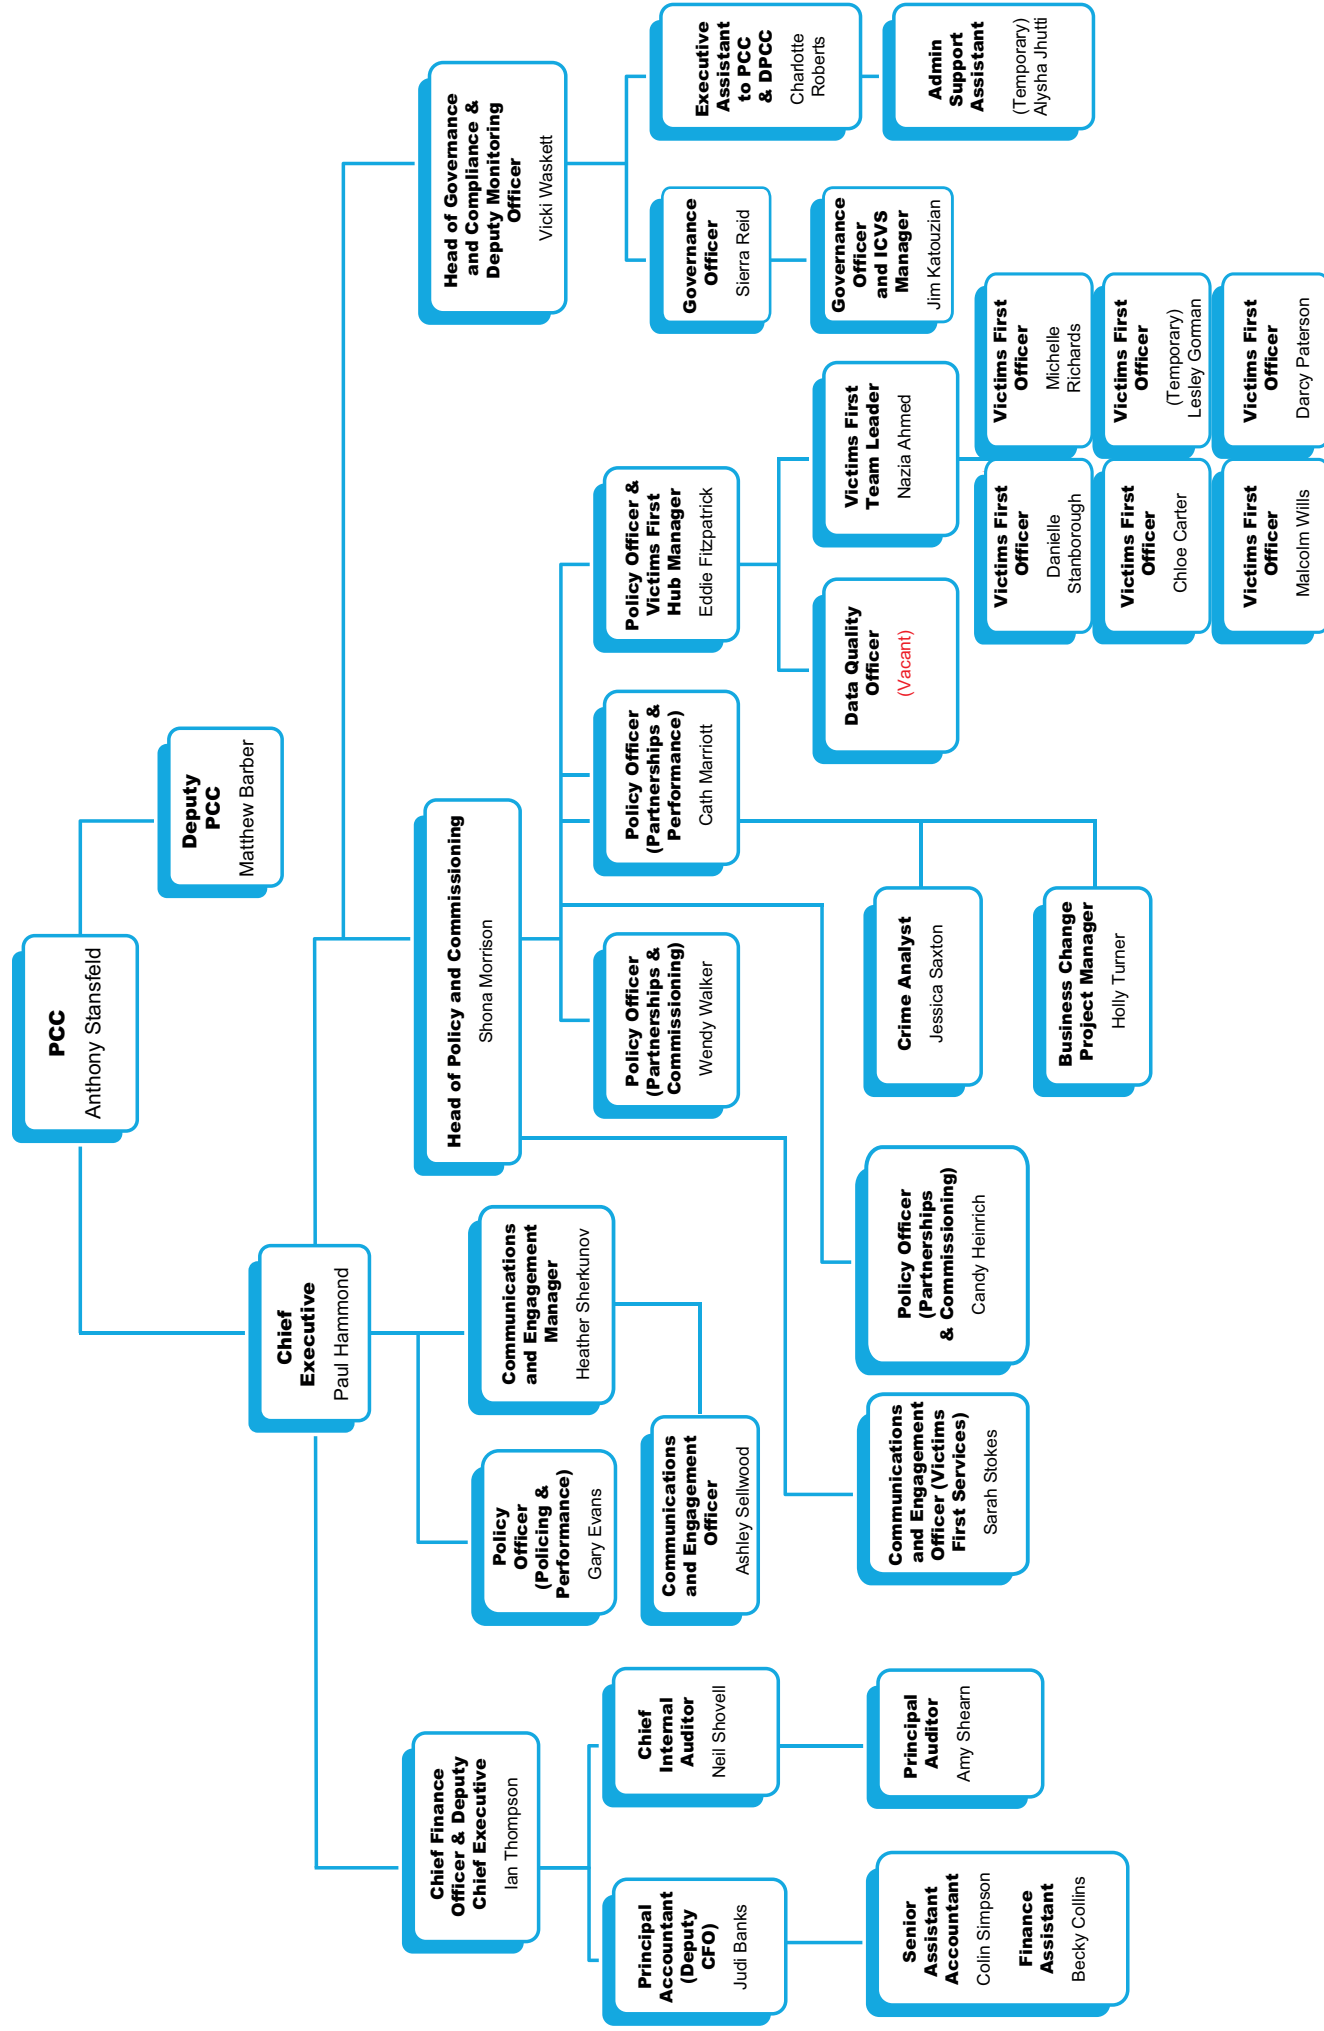 PCC
Anthony Stansfeld
Deputy
PCC
Matthew Barber
Chief
Executive
Paul Hammond
Chief Finance
Officer & Deputy
Chief Executive
Ian Thompson
Policy
Officer
(Policing &
Performance)
Gary Evans
Communications
and Engagement
Manager
Heather Sherkunov
Head of Policy and Commissioning
Shona Morrison
Head of Governance
and Compliance &
Deputy Monitoring
Officer
Vicki Waskett
Principal
Accountant
(Deputy
CFO)
Judi Banks
Chief
Internal
Auditor
Neil Shovell
Communications
and Engagement
Officer
Ashley Sellwood
Policy Officer
(Partnerships &
Commissioning)
Wendy Walker
Policy Officer
(Partnerships &
Performance)
Cath Marriott
Policy Officer &
Victims First
Hub Manager
Eddie Fitzpatrick
Governance
Officer
Sierra Reid
Executive
Assistant
to PCC
& DPCC
Charlotte
Roberts
Senior
Assistant
Accountant
Colin Simpson
Finance
Assistant
Becky Collins
Principal
Auditor
Amy Shearn
Communications
and Engagement
Officer (Victims
First Services)
Sarah Stokes
Policy Officer
(Partnerships
& Commissioning)
Candy Heinrich
Crime Analyst
Jessica Saxton
Business Change
Project Manager
Holly Turner
Data Quality
Officer
(Vacant)
Victims First
Team Leader
Nazia Ahmed
Governance
Officer
and ICVS
Manager
Jim Katouzian
Admin
Support
Assistant
(Temporary)
Alysha Jhutti
Victims First
Officer
Danielle
Stanborough
Victims First
Officer
Michelle
Richards
Victims First
Officer
Chloe Carter
Victims First
Officer
(Temporary)
Lesley Gorman
Victims First
Officer
Malcolm Wills
Victims First
Officer
Darcy Paterson